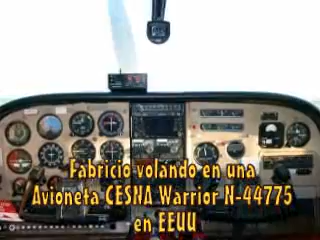 Fabricio volando en una
Avioneta CESNA Warrior N-44775
en EEUU